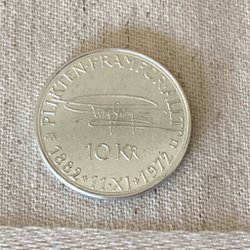 PLIKTEN·FRAMFÖR·ALLT
10 KR
1882·11·XI·1972 U